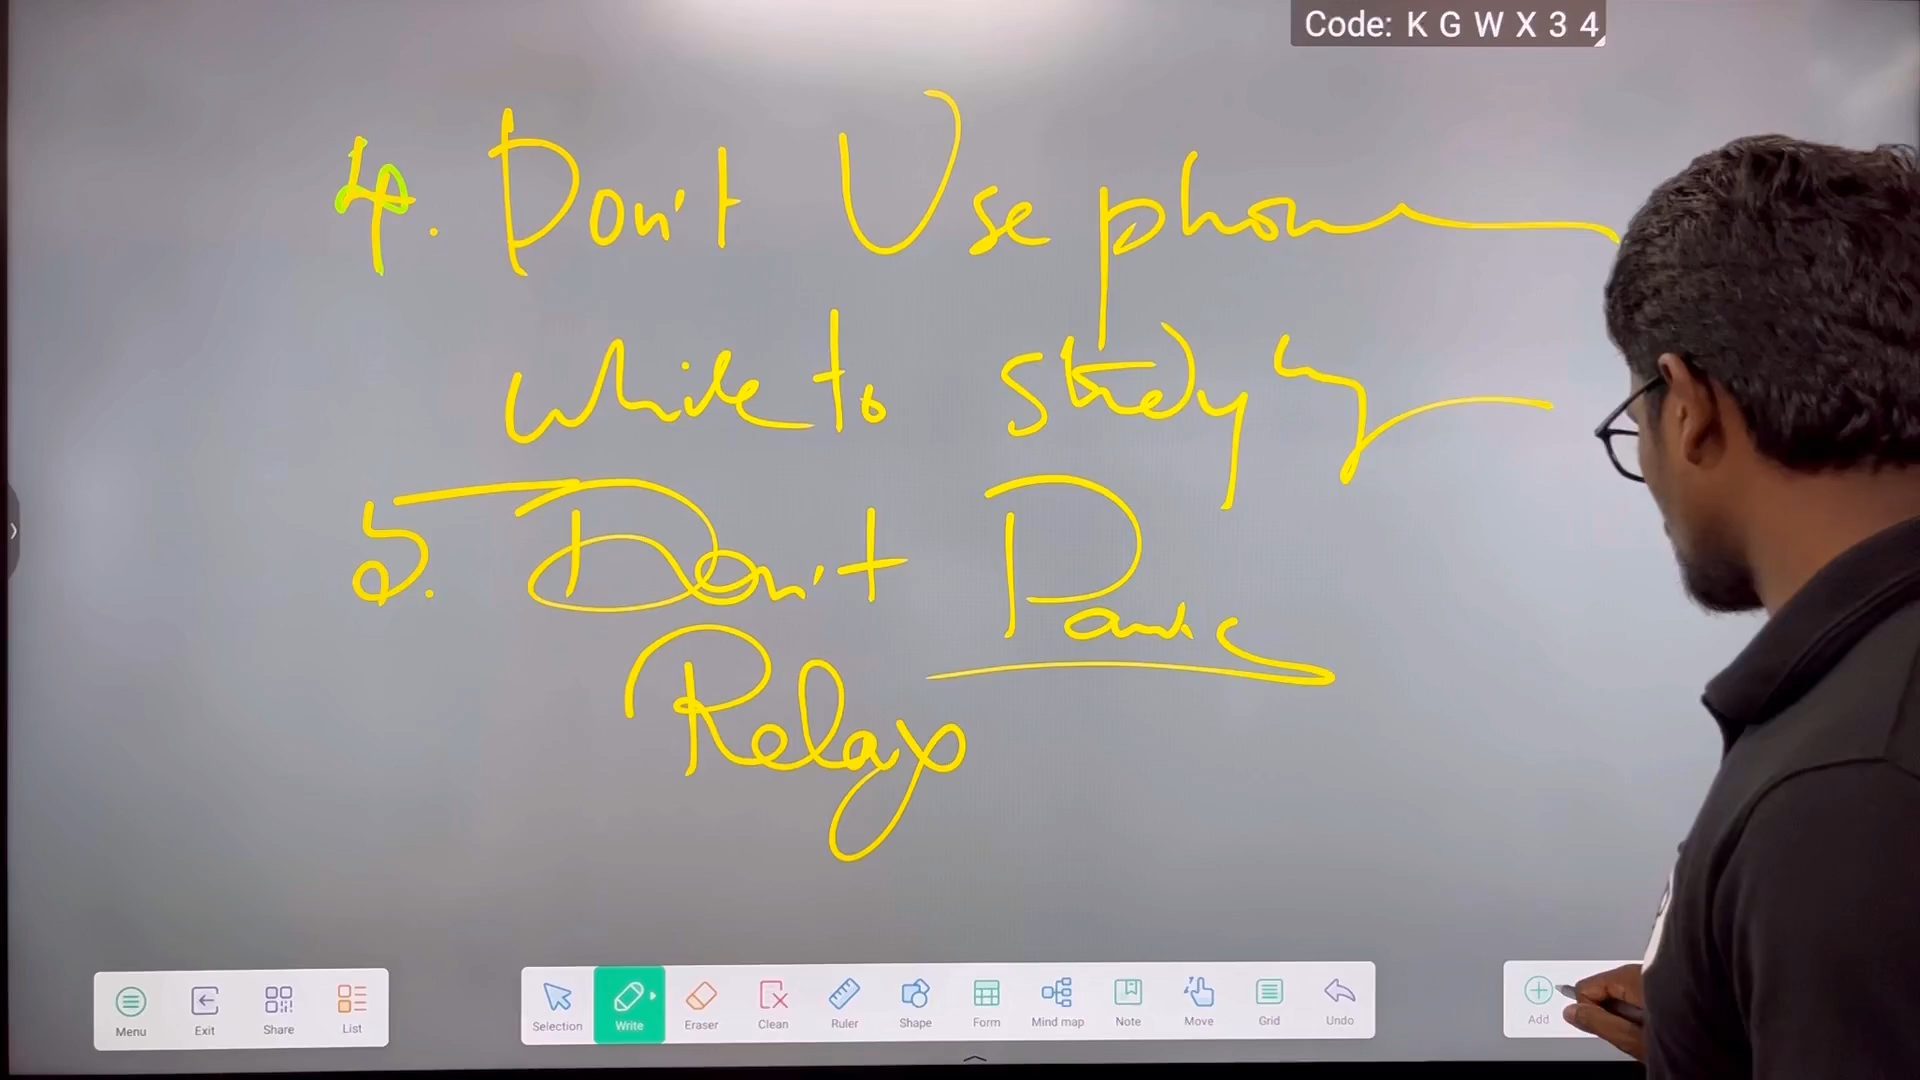 Code: K G W X 3 4
4. Don't Use phone
while to studying
5. Don't Panic
Relax
Menu Exit Share List Selection Write Eraser Clean Ruler Shape Form Mind map Note Move Grid Undo Add